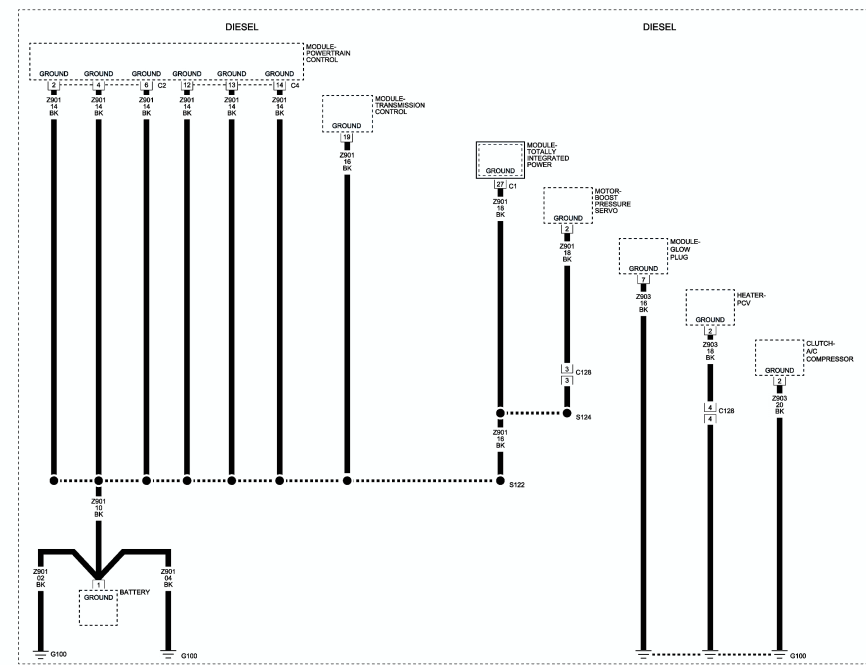 DIESEL
DIESEL
MODULE-
POWERTRAIN
CONTROL
GROUND GROUND GROUND GROUND GROUND GROUND
2 4 6 C2 12 13 14 C4
Z901 Z901 Z901 Z901 Z901 Z901
14 14 14 14 14 14
BK BK BK BK BK BK
MODULE-
TRANSMISSION
CONTROL
GROUND
19
Z901
16
BK
MODULE-
TOTALLY
INTEGRATED
POWER
GROUND
27 C1
Z901
18
BK
MOTOR-
BOOST
PRESSURE
SERVO
GROUND
2
Z901
18
BK
3 C128
3
S124
Z901
16
BK
S122
MODULE-
GLOW
PLUG
GROUND
7
Z903
16
BK
HEATER-
PCV
GROUND
2
Z903
18
BK
4 C128
4
CLUTCH-
A/C
COMPRESSOR
GROUND
2
Z903
20
BK
Z901
10
BK
Z901
02
BK
Z901
04
BK
1
BATTERY
GROUND
G100
G100
G100